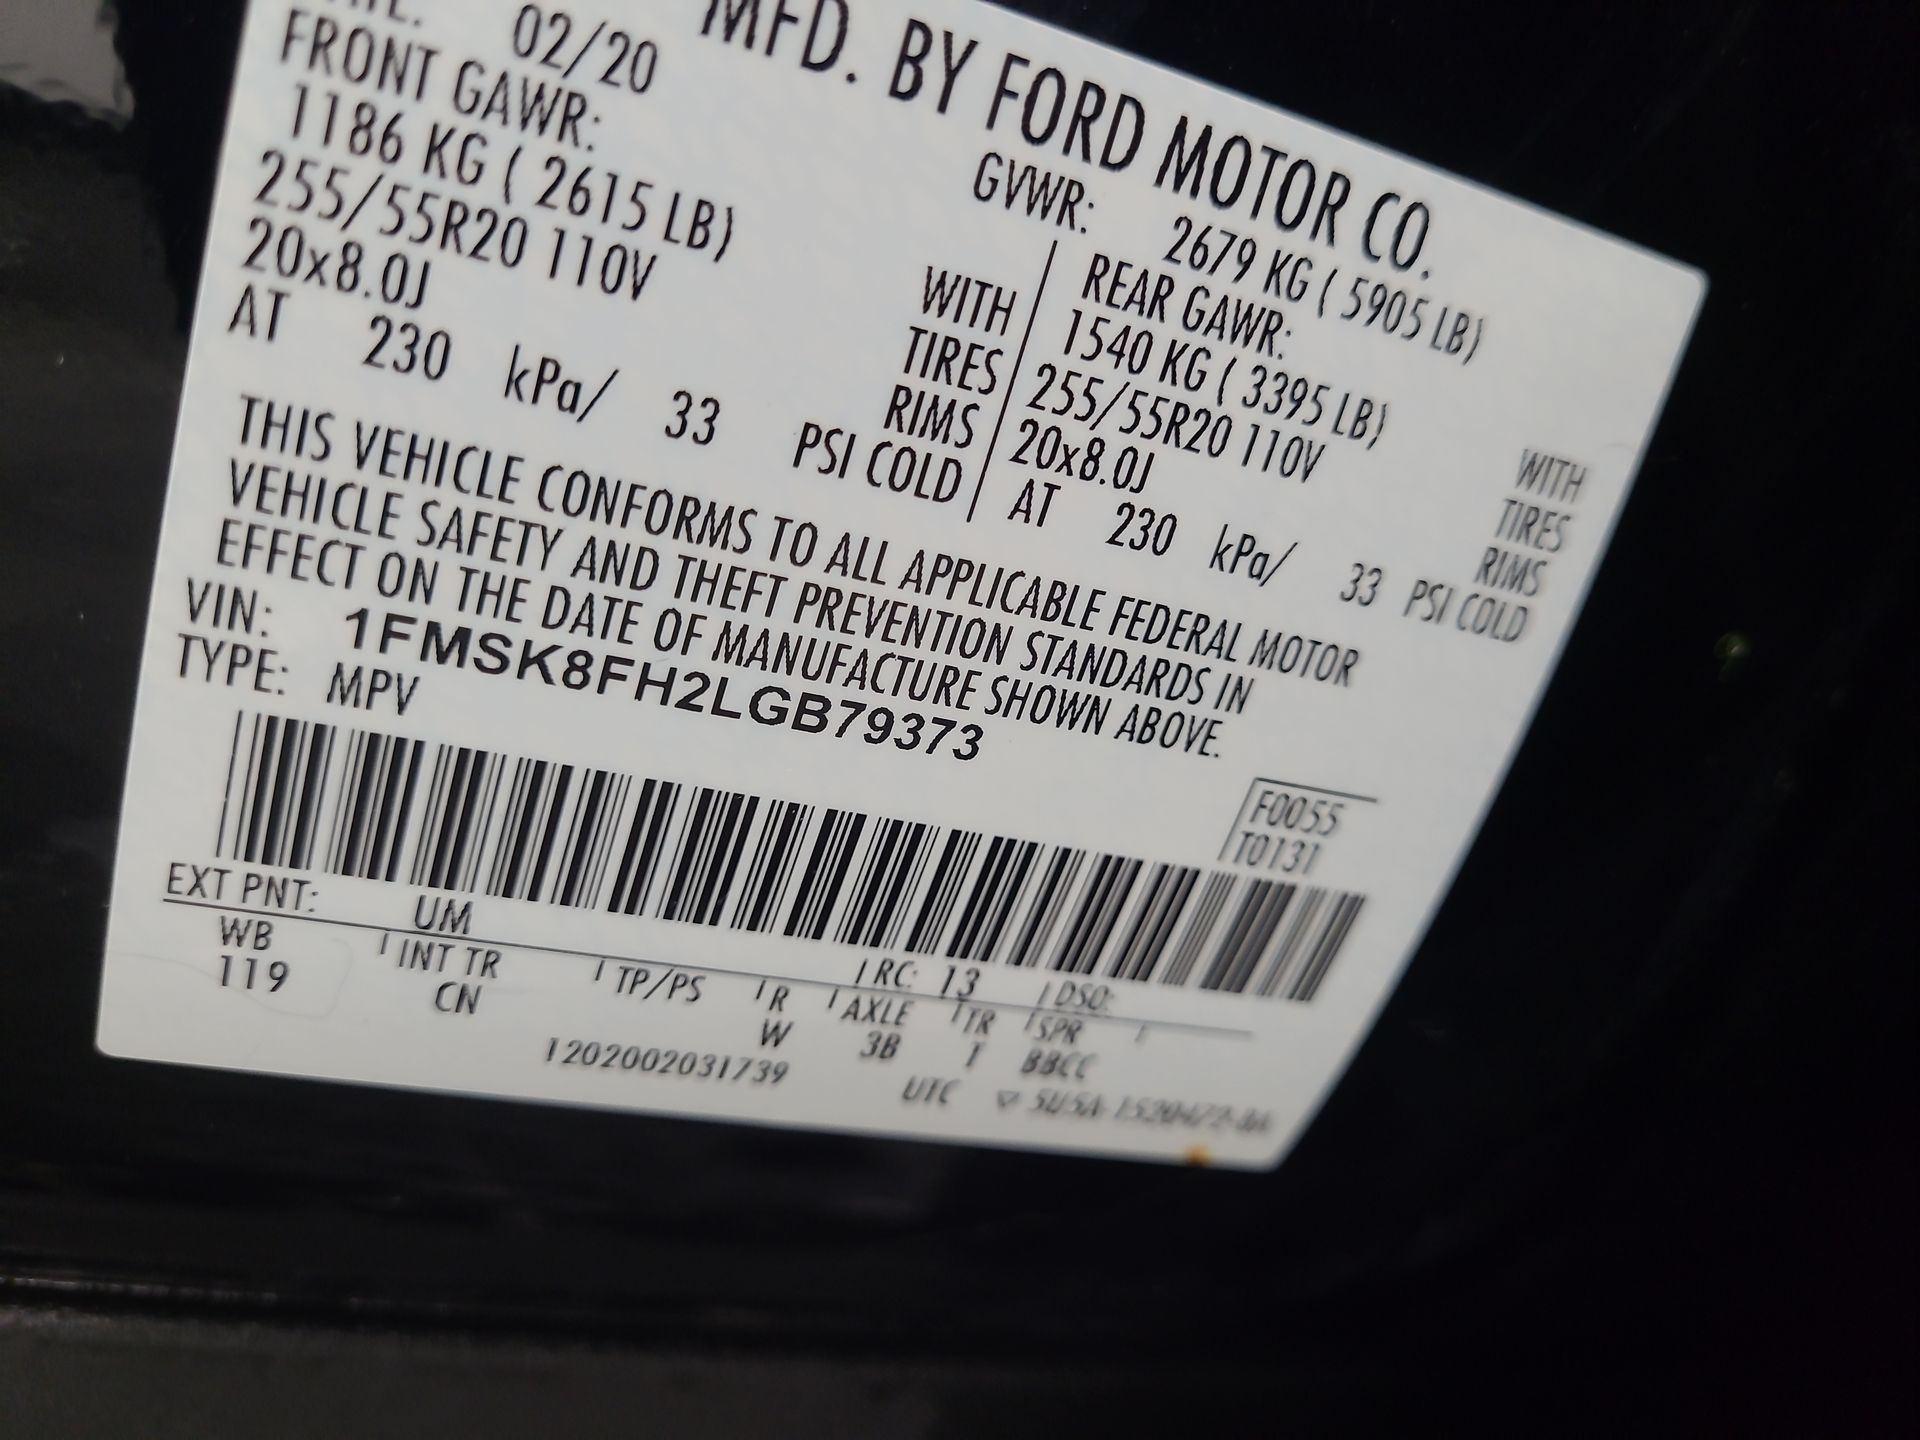 MFD. BY FORD MOTOR CO.
02/20
GVWR: 2679 KG ( 5905 LB)
FRONT GAWR:
1186 KG ( 2615 LB) WITH
255/55R20 110V TIRES
20x8.0J RIMS
AT 230 kPa/ 33 PSI COLD
REAR GAWR:
1540 KG ( 3395 LB) WITH
255/55R20 110V TIRES
20x8.0J RIMS
AT 230 kPa/ 33 PSI COLD
THIS VEHICLE CONFORMS TO ALL APPLICABLE FEDERAL MOTOR
VEHICLE SAFETY AND THEFT PREVENTION STANDARDS IN
EFFECT ON THE DATE OF MANUFACTURE SHOWN ABOVE.
VIN: 1FMSK8FH2LGB79373
TYPE: MPV
F0055
T0131
EXT PNT: UM RC: 13 DSO:
WB INT TR TP/PS R AXLE TR SPR
119 CN W 3B T BBCC
1202002031739 UTC